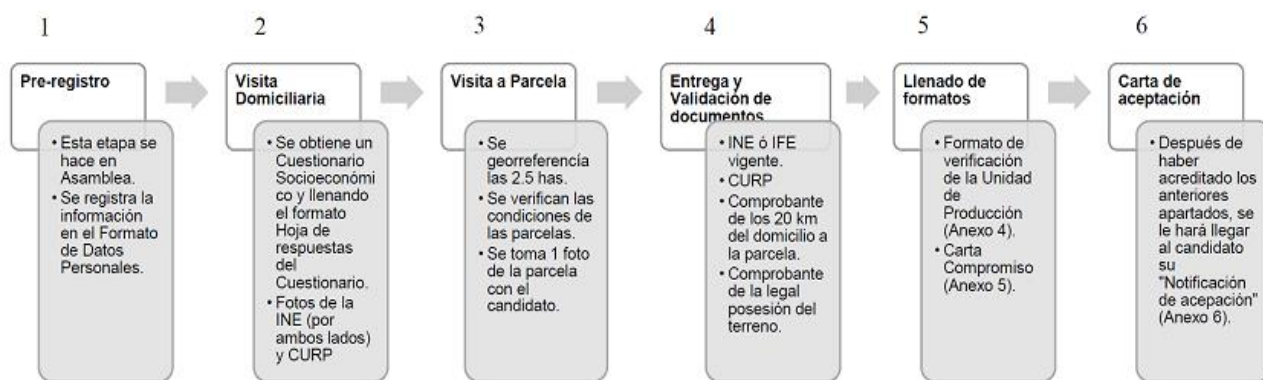 1
2
3
4
5
6
Pre-registro
• Esta etapa se
hace en
Asamblea.
• Se registra la
información
en el Formato
de Datos
Personales.
Visita
Domiciliaria
• Se obtiene un
Cuestionario
Socioeconómi
co y llenando
el formato
Hoja de
respuestas
del
Cuestionario.
• Fotos de la
INE (por
ambos lados)
y CURP
Visita a Parcela
• Se
georreferencía
las 2.5 has.
• Se verifican las
condiciones de
las parcelas.
• Se toma 1 foto
de la parcela
con el
candidato.
Entrega y
Validación de
documentos
• INE ó IFE
vigente.
• CURP
• Comprobante
de los 20 km
del domicilio a
la parcela.
• Comprobante
de la legal
posesión del
terreno.
Llenado de
formatos
• Formato de
verificación
de la Unidad
de
Producción
(Anexo 4).
• Carta
Compromiso
(Anexo 5).
Carta de
aceptación
• Después de
haber
acreditado los
anteriores
apartados, se
le hará llegar
al candidato
su
"Notificación
de acepación"
(Anexo 6).